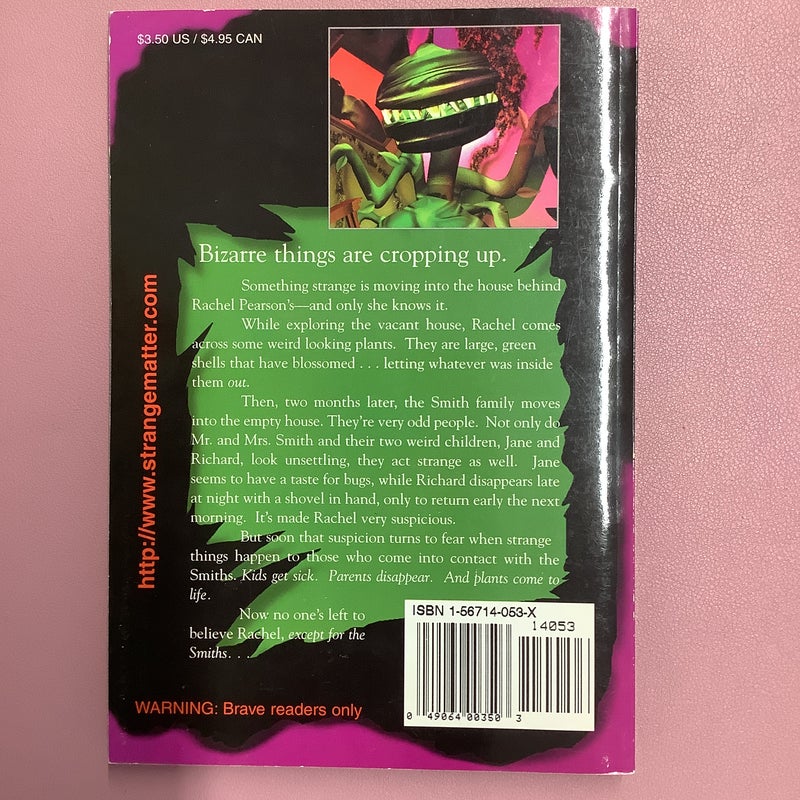 $3.50 US / $4.95 CAN
Bizarre things are cropping up.
Something strange is moving into the house behind
Rachel Pearson's—and only she knows it.
While exploring the vacant house, Rachel comes
across some weird looking plants. They are large, green
shells that have blossomed . . . letting whatever was inside
them out.
Then, two months later, the Smith family moves
into the empty house. They're very odd people. Not only do
Mr. and Mrs. Smith and their two weird children, Jane and
Richard, look unsettling, they act strange as well. Jane
seems to have a taste for bugs, while Richard disappears late
at night with a shovel in hand, only to return early the next
morning. It's made Rachel very suspicious.
But soon that suspicion turns to fear when strange
things happen to those who come into contact with the
Smiths. Kids get sick. Parents disappear. And plants come to
life.
Now no one's left to
believe Rachel, except for the
Smiths. . .
http://www.strangematter.com
ISBN 1-56714-053-X
14053
0 49064 00350 3
WARNING: Brave readers only